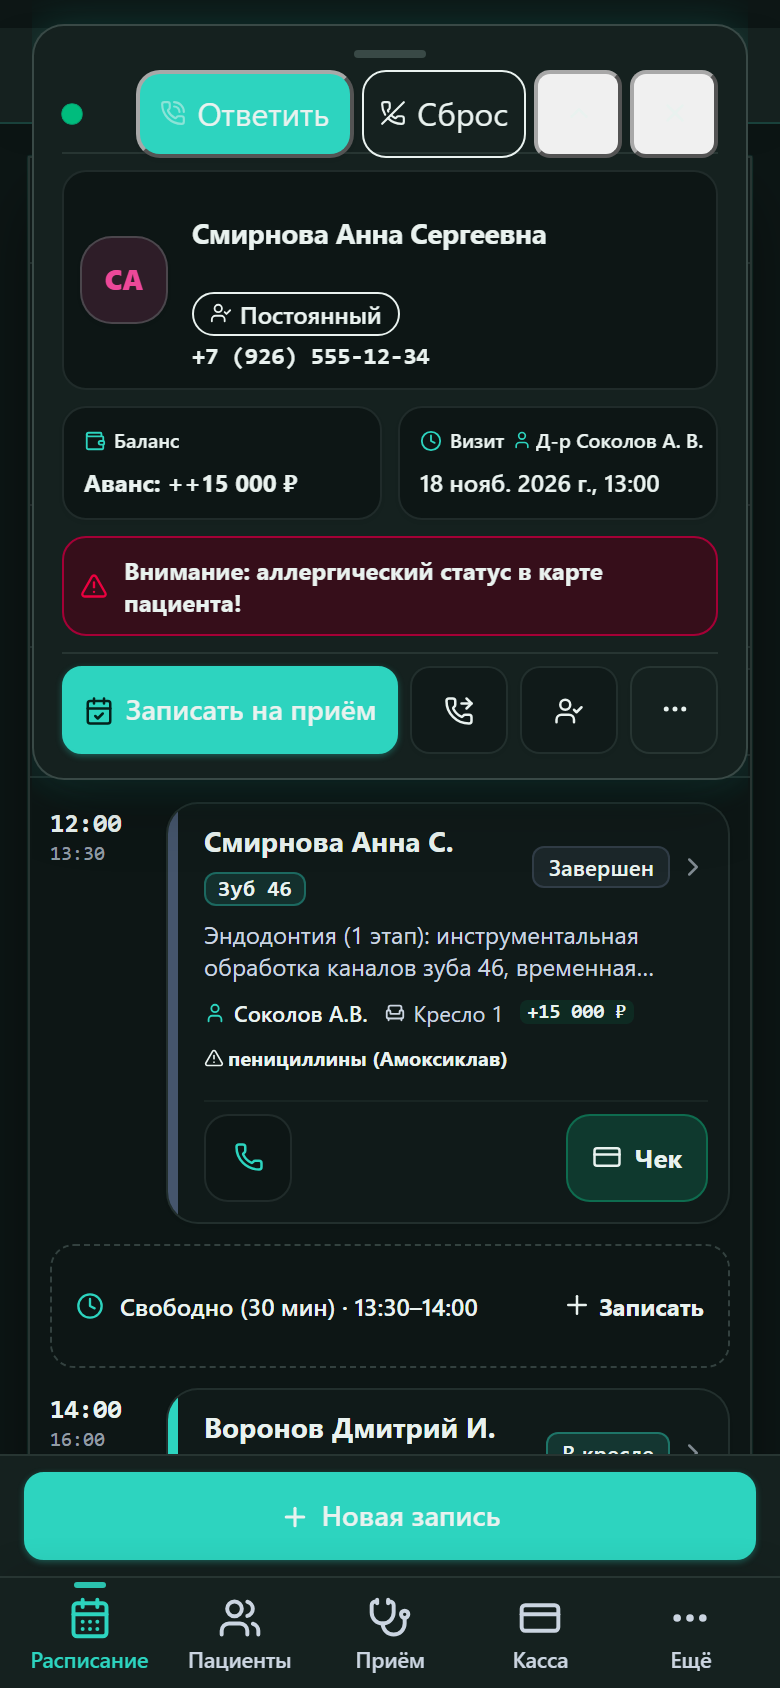 Ответить
Сброс
СА
Смирнова Анна Сергеевна
Постоянный
+7 (926) 555-12-34
Баланс
Аванс: ++15 000 ₽
Визит Д-р Соколов А. В.
18 нояб. 2026 г., 13:00
Внимание: аллергический статус в карте
пациента!
Записать на приём
12:00
13:30
Смирнова Анна С.
Завершен
Зуб 46
Эндодонтия (1 этап): инструментальная
обработка каналов зуба 46, временная...
Соколов А.В. Кресло 1 +15 000 ₽
пенициллины (Амоксиклав)
Чек
Свободно (30 мин) · 13:30–14:00
Записать
14:00
16:00
Воронов Дмитрий И.
В кресле
Новая запись
Расписание
Пациенты
Приём
Касса
Ещё